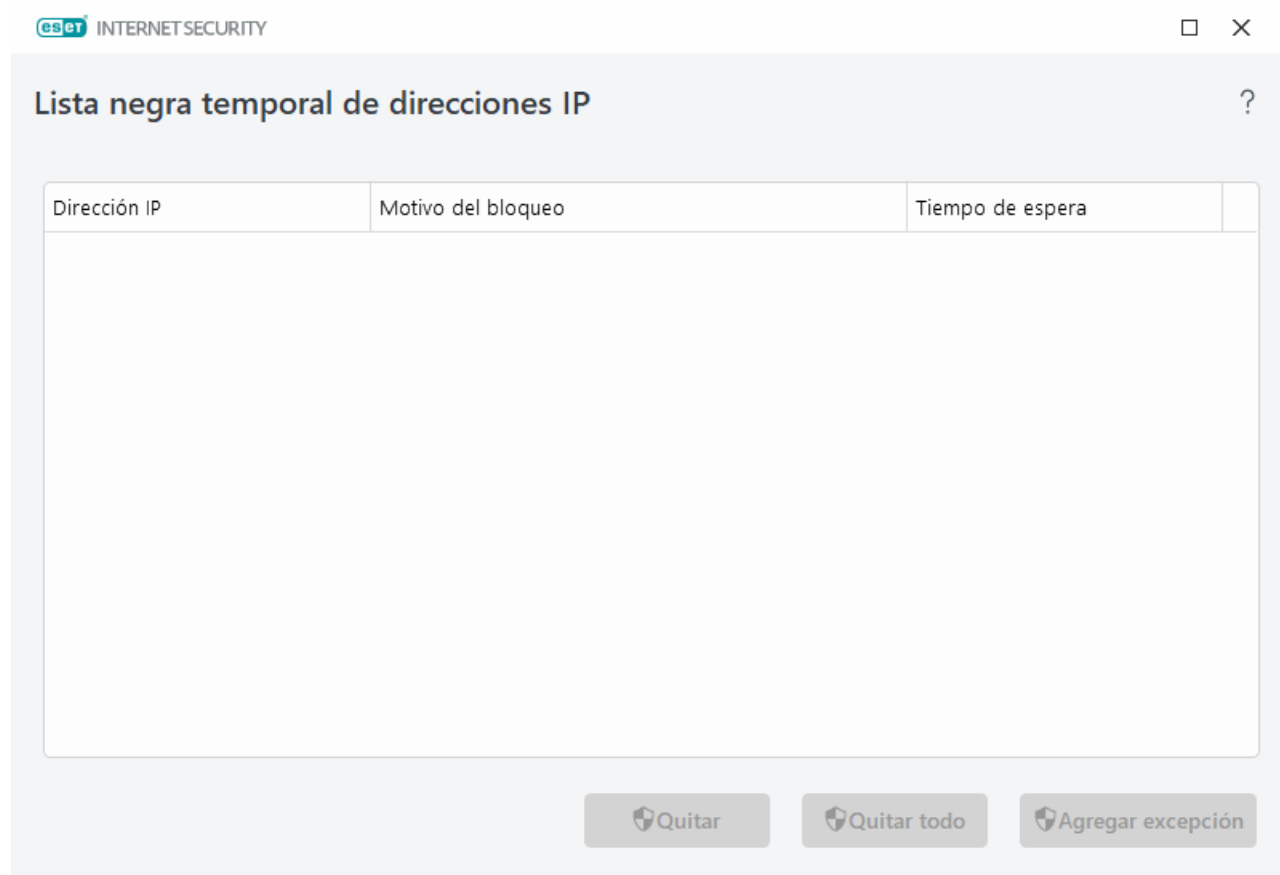 eseT INTERNET SECURITY
Lista negra temporal de direcciones IP
?
Dirección IP Motivo del bloqueo Tiempo de espera
Quitar Quitar todo Agregar excepción